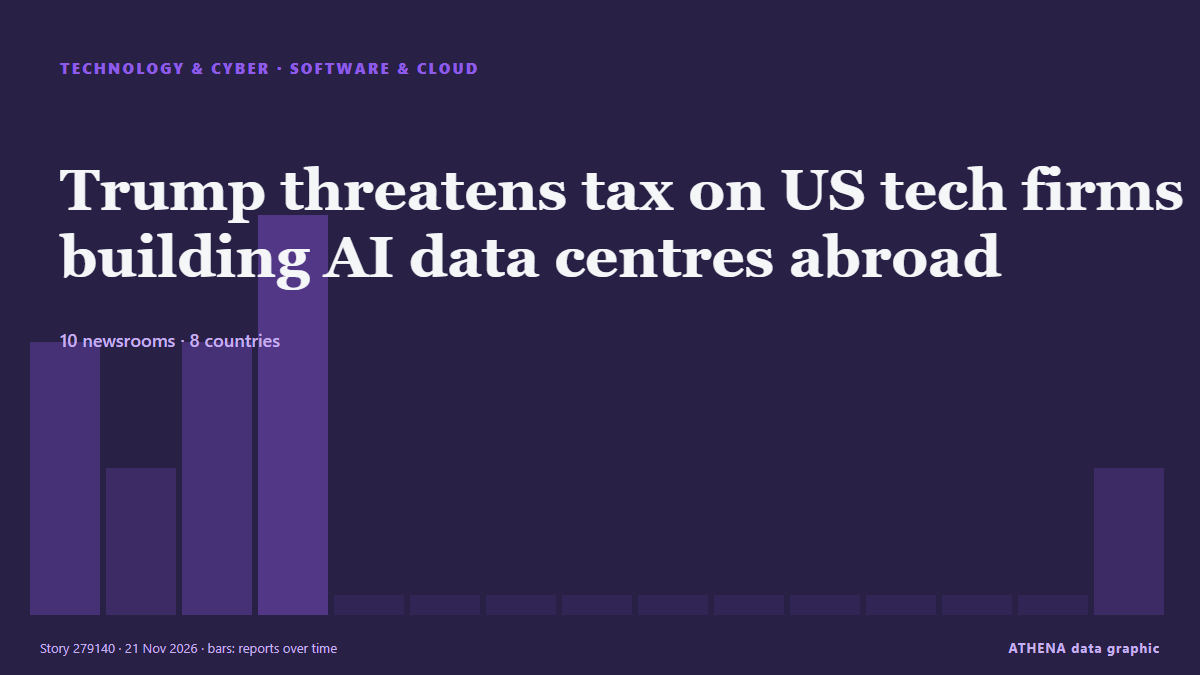 TECHNOLOGY & CYBER · SOFTWARE & CLOUD
Trump threatens tax on US tech firms
building AI data centres abroad
10 newsrooms · 8 countries
Story 279140 · 21 Nov 2026 · bars: reports over time
ATHENA data graphic